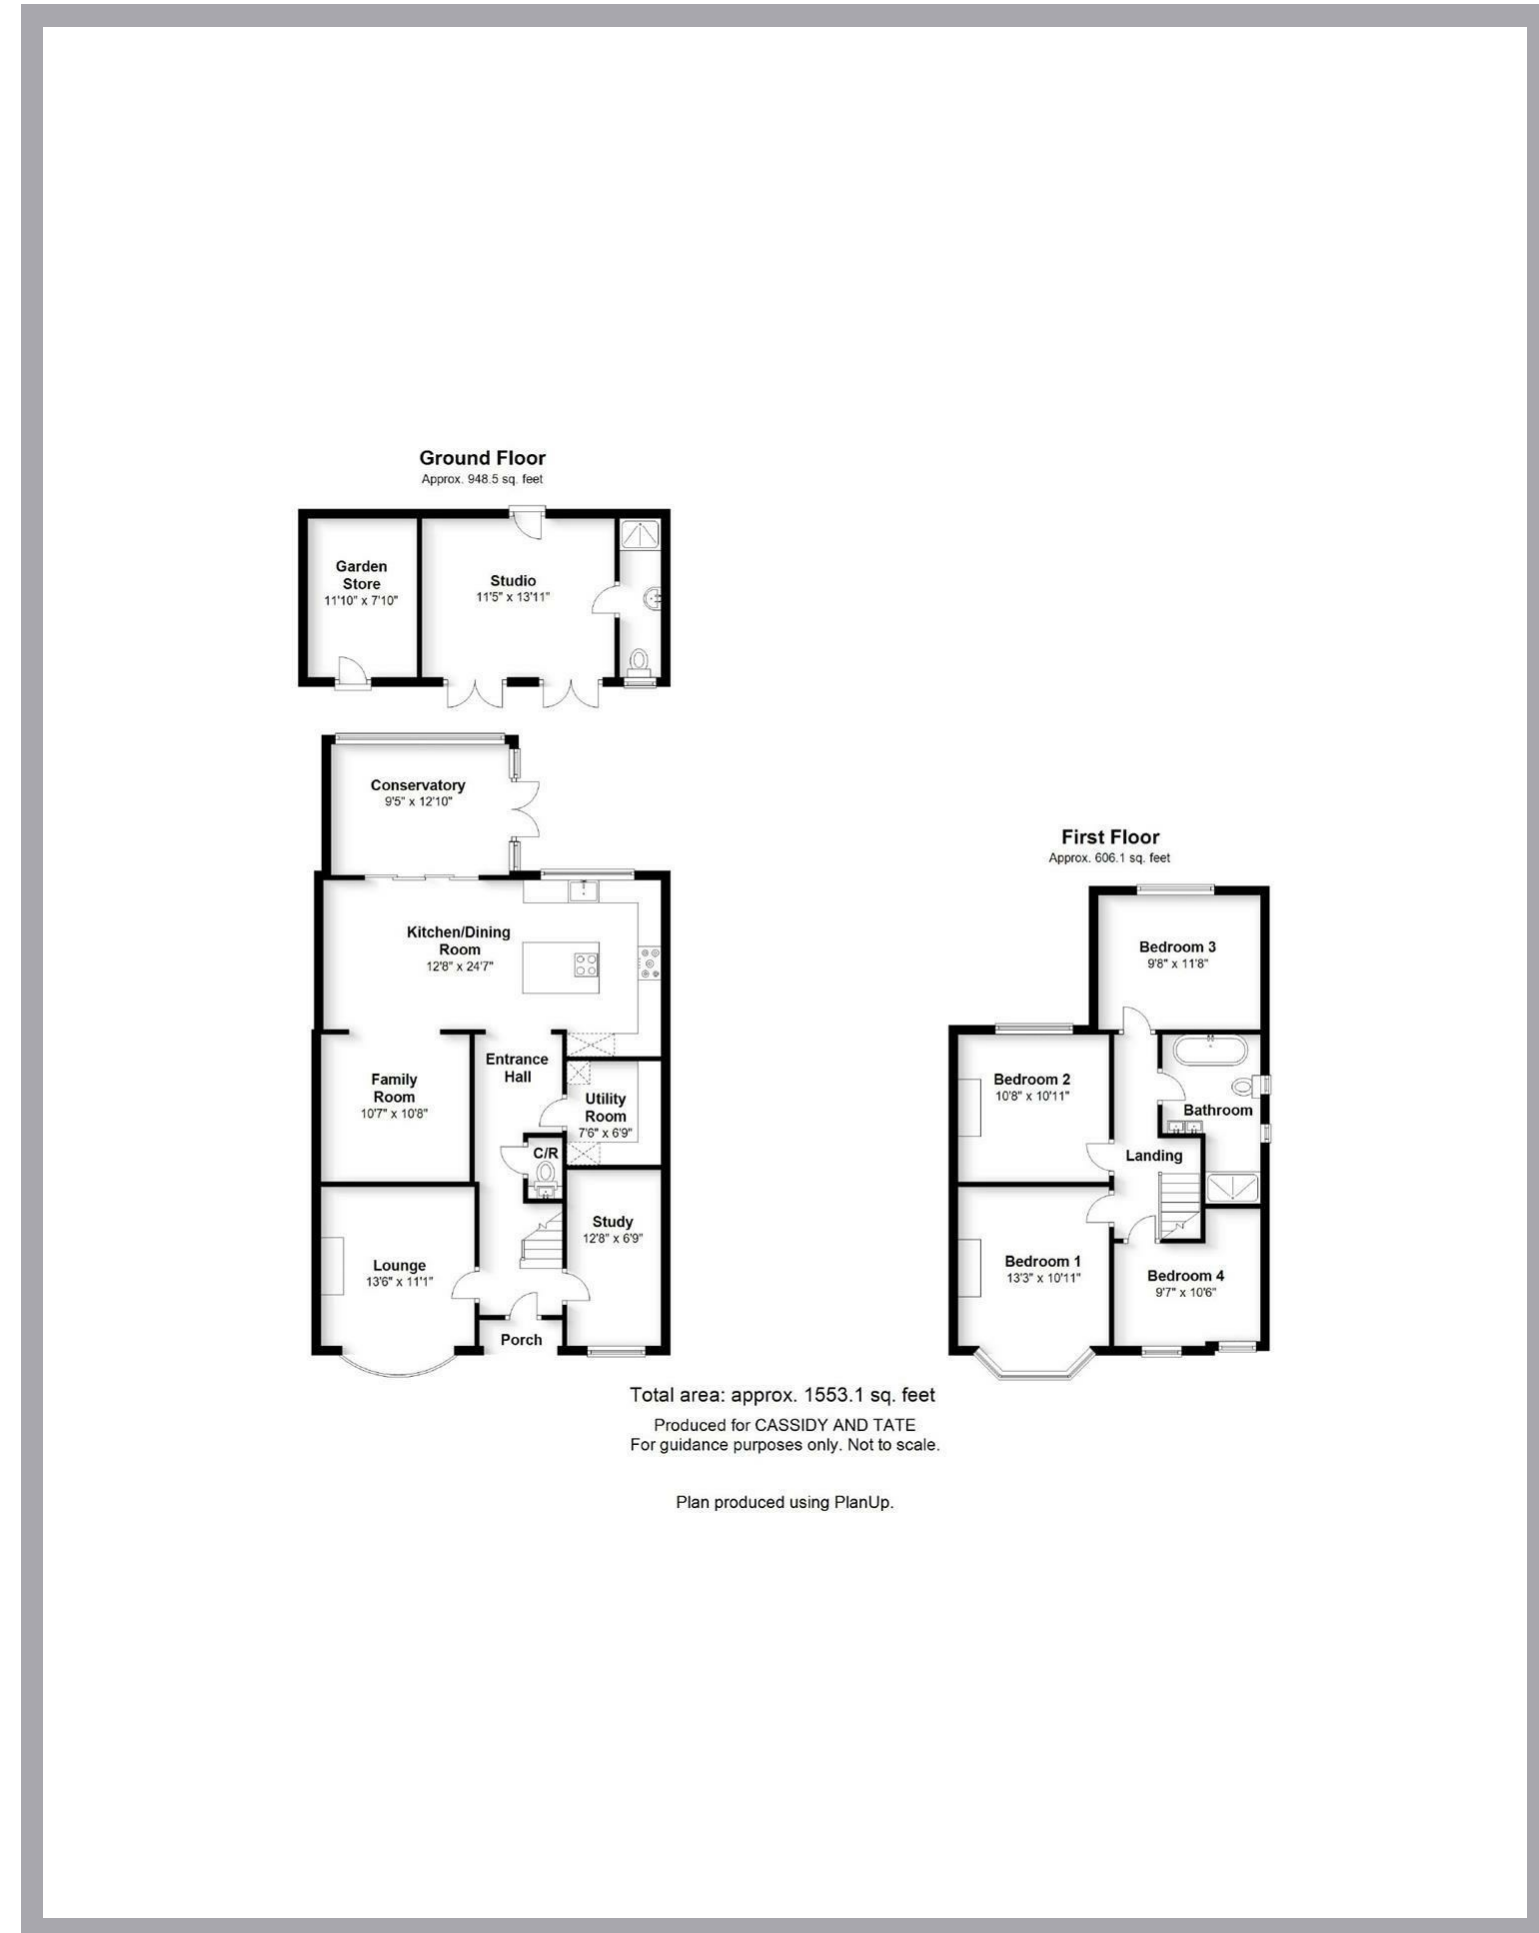 Ground Floor
Approx. 948.5 sq. feet
Garden
Store
11'10" x 7'10"
Studio
11'5" x 13'11"
Conservatory
9'5" x 12'10"
Kitchen/Dining
Room
12'8" x 24'7"
Family
Room
10'7" x 10'8"
Entrance
Hall
Utility
Room
7'6" x 6'9"
C/R
Study
12'8" x 6'9"
Lounge
13'6" x 11'1"
Porch
First Floor
Approx. 606.1 sq. feet
Bedroom 3
9'8" x 11'8"
Bedroom 2
10'8" x 10'11"
Bathroom
Landing
Bedroom 1
13'3" x 10'11"
Bedroom 4
9'7" x 10'6"
Total area: approx. 1553.1 sq. feet
Produced for CASSIDY AND TATE
For guidance purposes only. Not to scale.
Plan produced using PlanUp.